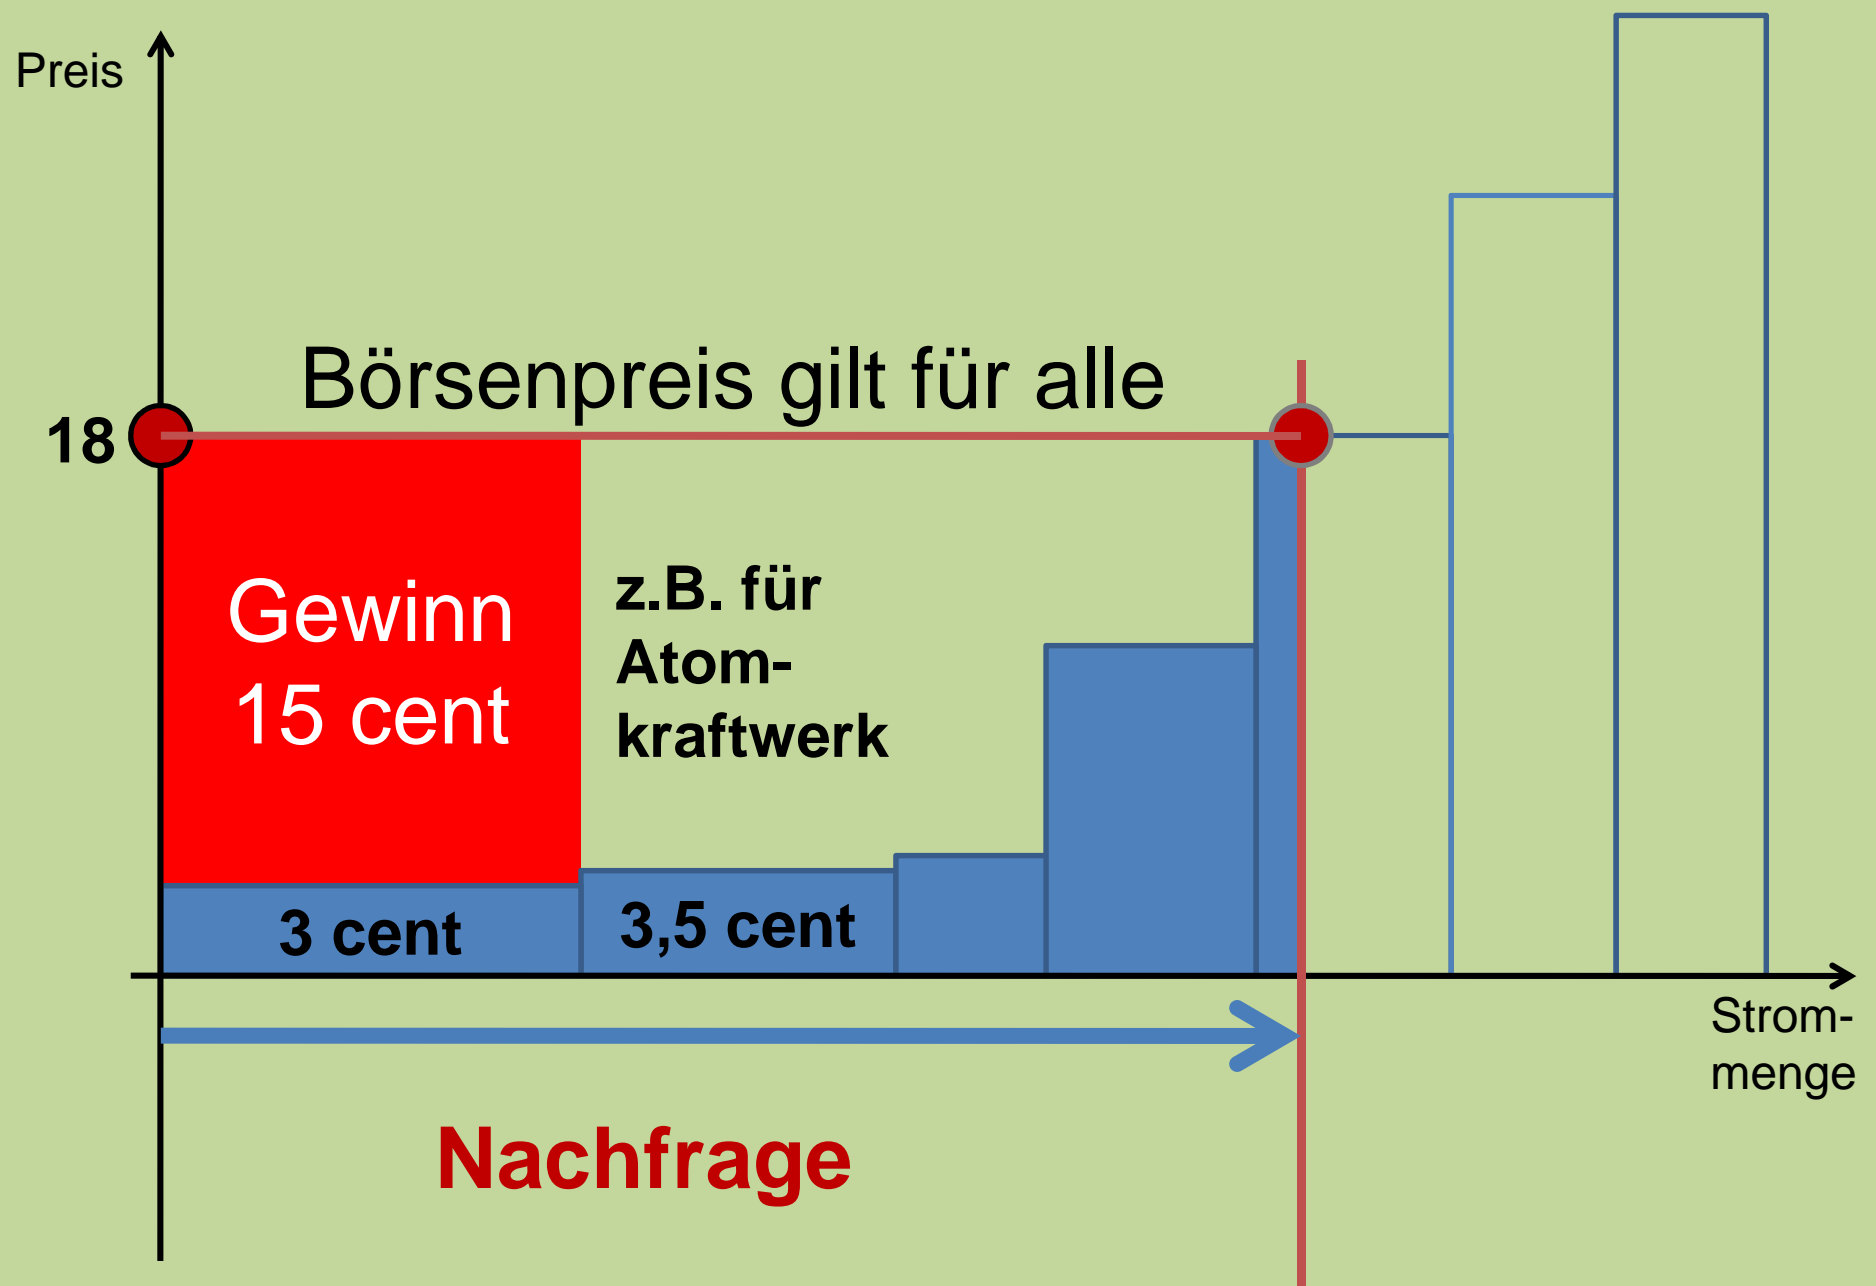 Preis
Börsenpreis gilt für alle
18
Gewinn
15 cent
z.B. für
Atom-
kraftwerk
3 cent
3,5 cent
Strom-
menge
Nachfrage